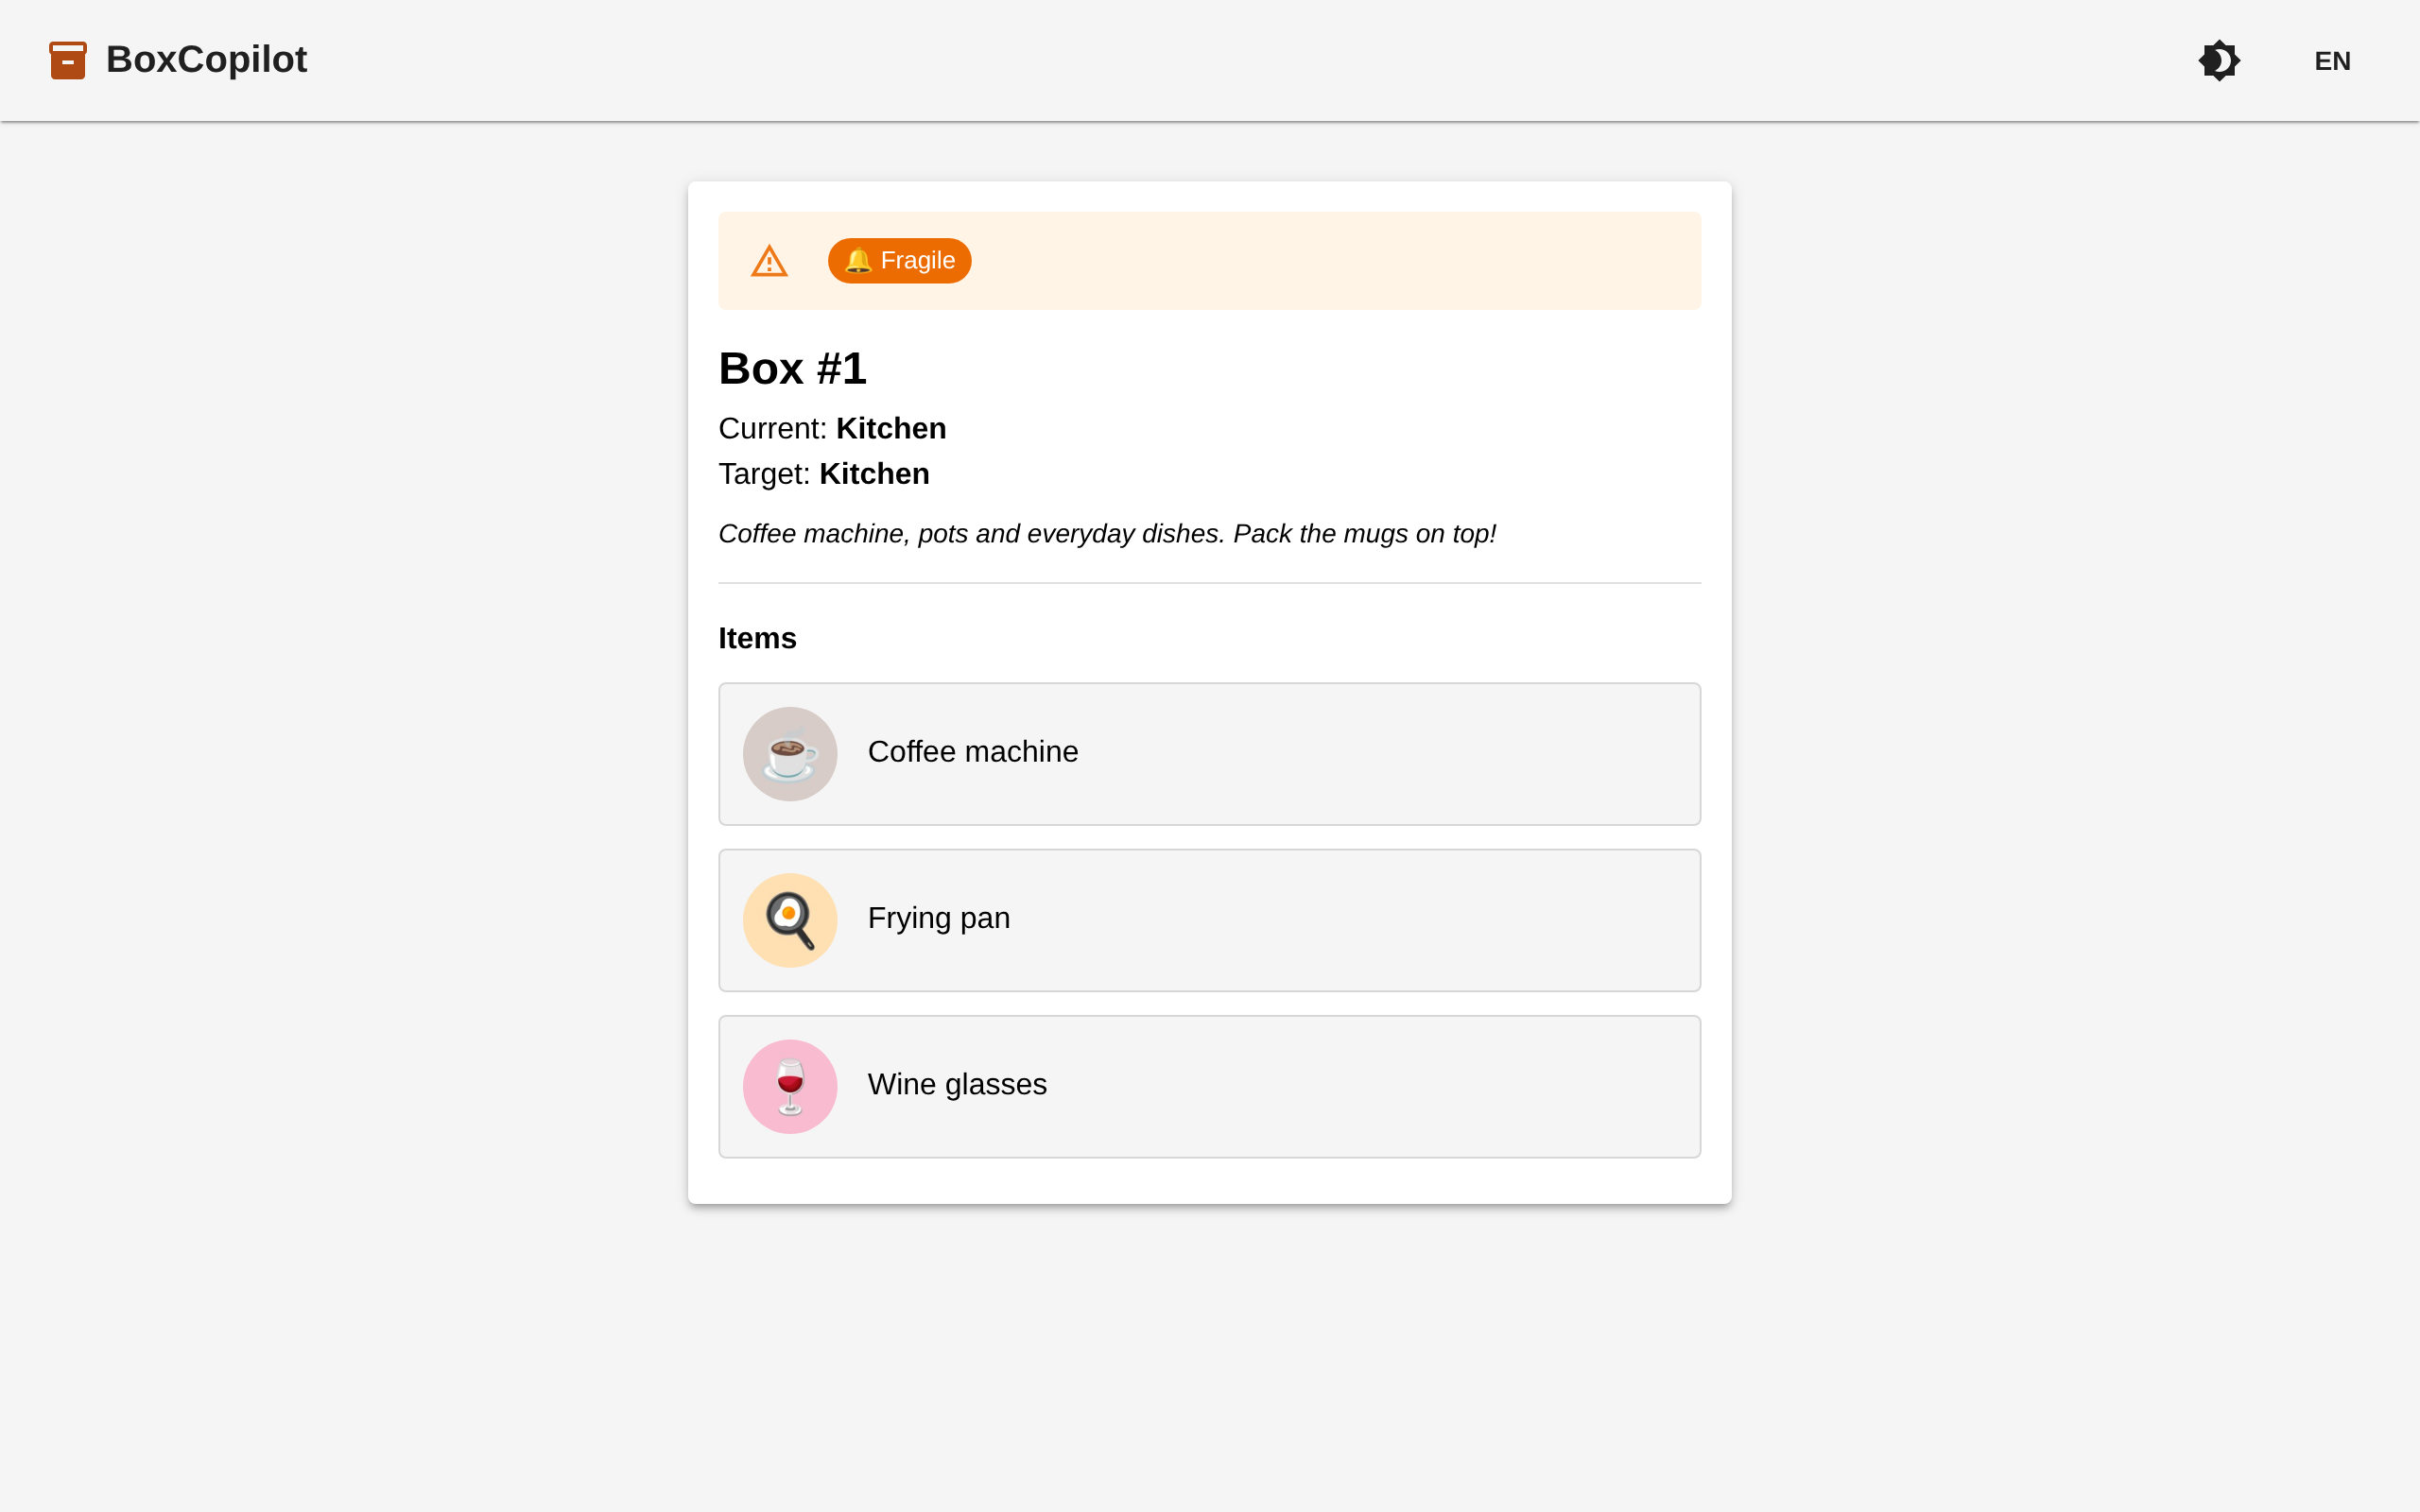 BoxCopilot
EN
🔔 Fragile
Box #1
Current: Kitchen
Target: Kitchen
Coffee machine, pots and everyday dishes. Pack the mugs on top!
Items
Coffee machine
Frying pan
Wine glasses